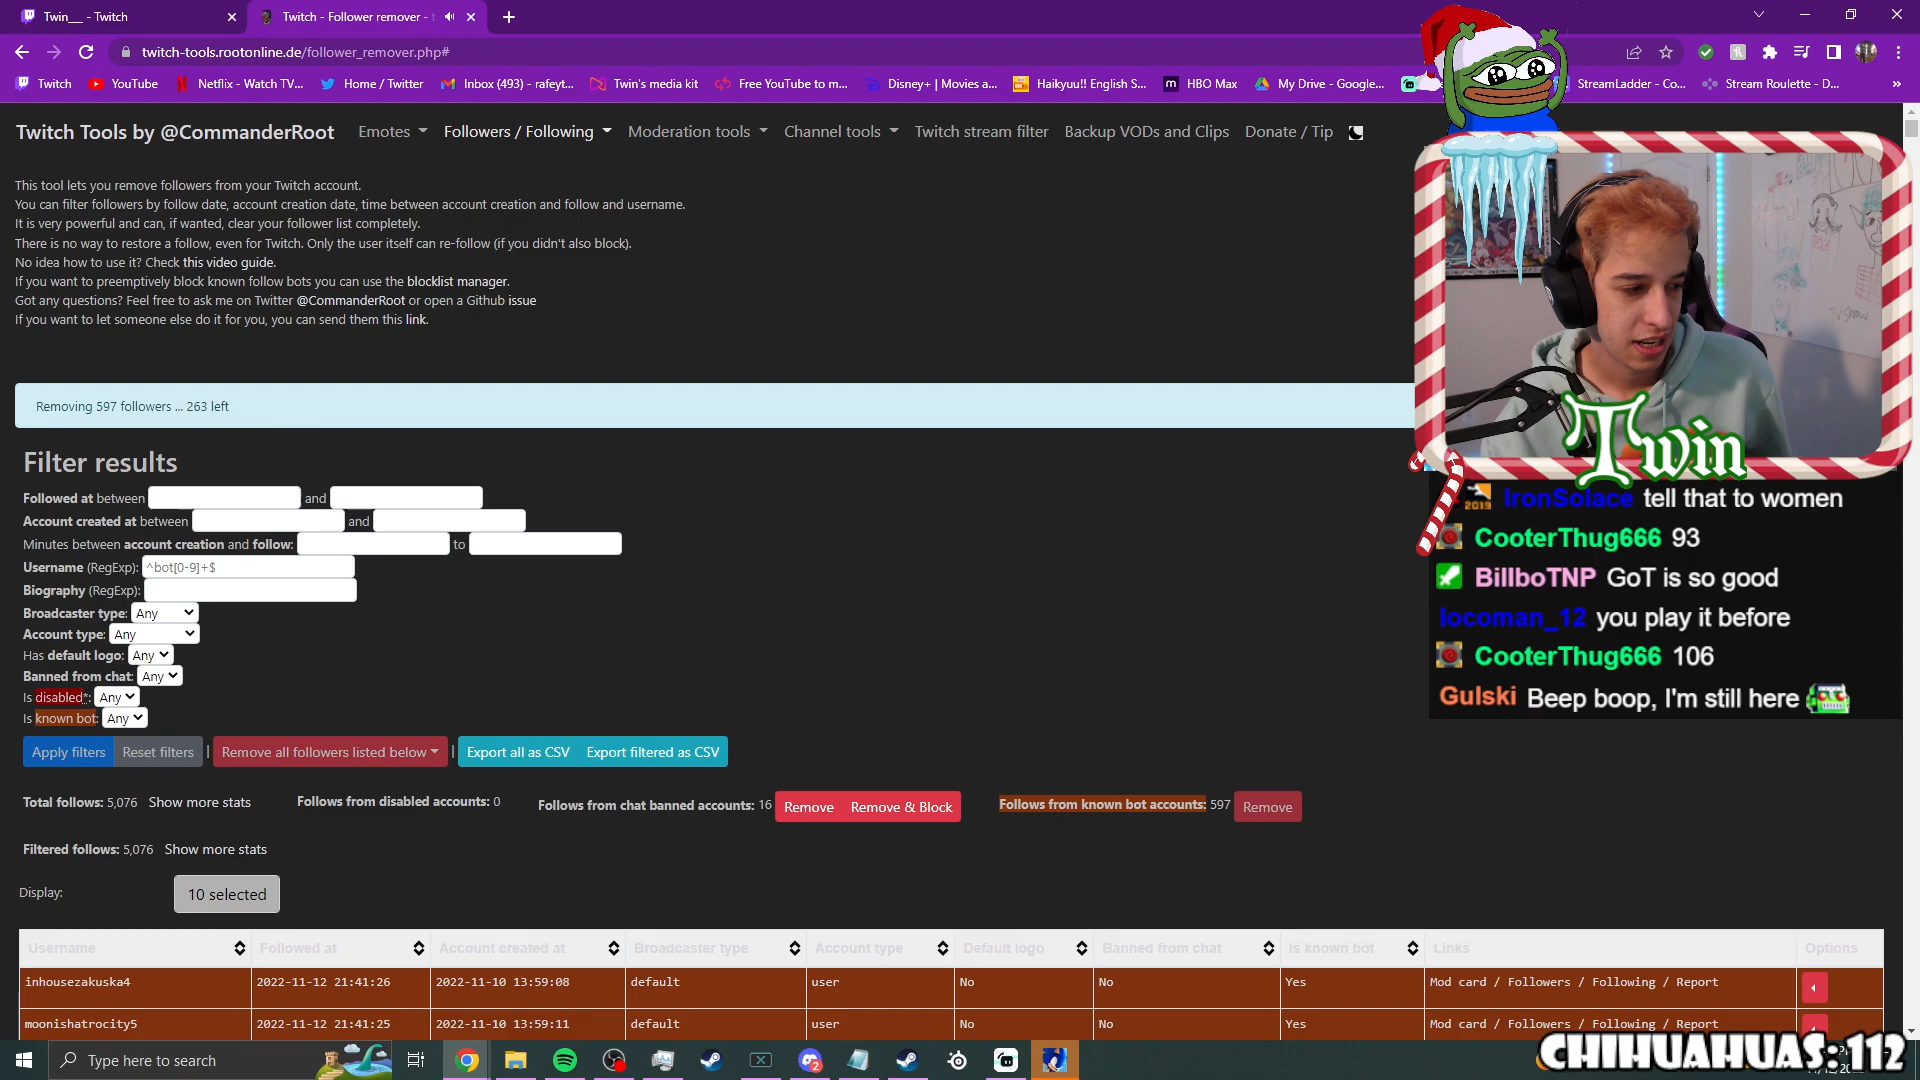 Twin___ - Twitch
Twitch - Follower remover - t
twitch-tools.rootonline.de/follower_remover.php#
Twitch
YouTube
Netflix - Watch TV...
Home / Twitter
Inbox (493) - rafeyt...
Twin's media kit
Free YouTube to m...
Disney+ | Movies a...
Haikyuu!! English S...
HBO Max
My Drive - Google...
StreamLadder - Co...
Stream Roulette - D...
»
Twitch Tools by @CommanderRoot
Emotes
Followers / Following
Moderation tools
Channel tools
Twitch stream filter
Backup VODs and Clips
Donate / Tip
This tool lets you remove followers from your Twitch account.
You can filter followers by follow date, account creation date, time between account creation and follow and username.
It is very powerful and can, if wanted, clear your follower list completely.
There is no way to restore a follow, even for Twitch. Only the user itself can re-follow (if you didn't also block).
No idea how to use it? Check this video guide.
If you want to preemptively block known follow bots you can use the blocklist manager.
Got any questions? Feel free to ask me on Twitter @CommanderRoot or open a Github issue
If you want to let someone else do it for you, you can send them this link.
Removing 597 followers ... 263 left
Filter results
Followed at between and
Account created at between and
Minutes between account creation and follow: to
Username (RegExp): ^bot[0-9]+$
Biography (RegExp):
Broadcaster type: Any
Account type: Any
Has default logo: Any
Banned from chat: Any
Is disabled*: Any
Is known bot: Any
Apply filters Reset filters | Remove all followers listed below | Export all as CSV Export filtered as CSV
Total follows: 5,076 Show more stats
Follows from disabled accounts: 0
Follows from chat banned accounts: 16 Remove Remove & Block
Follows from known bot accounts: 597 Remove
Filtered follows: 5,076 Show more stats
Display: 10 selected
Username Followed at Account created at Broadcaster type Account type Default logo Banned from chat Is known bot Links Options
inhousezakuska4 2022-11-12 21:41:26 2022-11-10 13:59:08 default user No No Yes Mod card / Followers / Following / Report
moonishatrocity5 2022-11-12 21:41:25 2022-11-10 13:59:11 default user No No Yes Mod card / Followers / Following / Report
Twin
2019 IronSolace tell that to women
CooterThug666 93
BillboTNP GoT is so good
locoman_12 you play it before
CooterThug666 106
Gulski Beep boop, I'm still here
Type here to search
2
CHIHUAHUAS:112